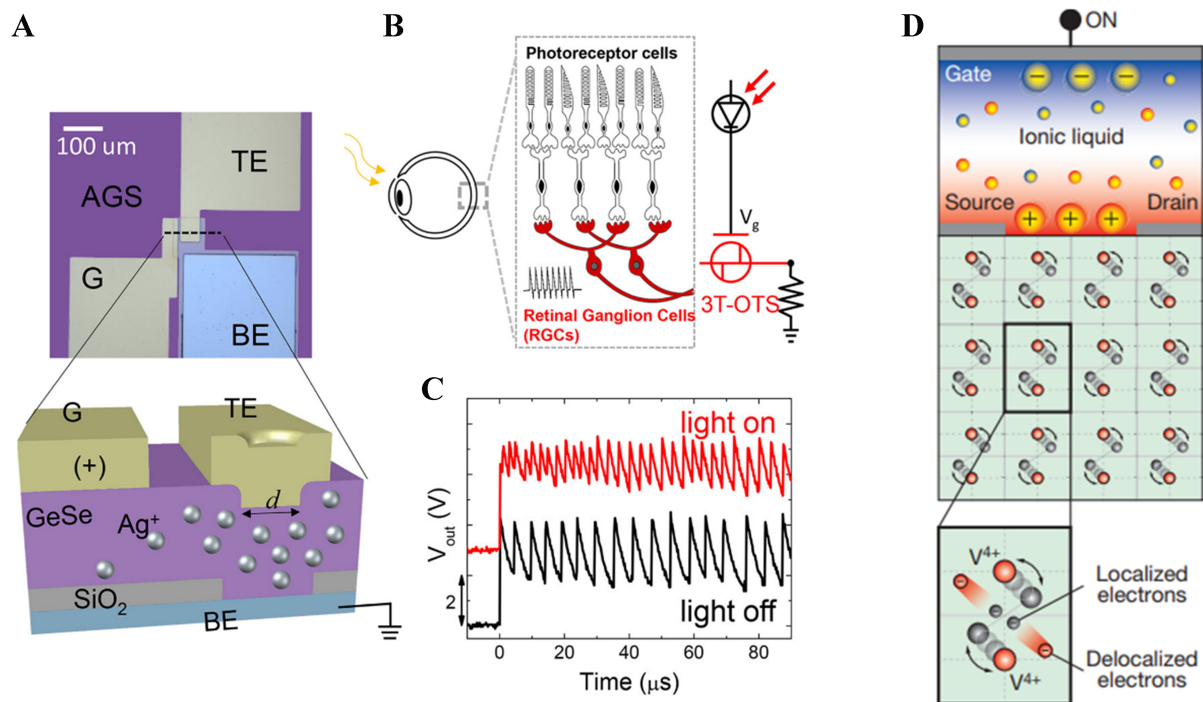 A
100 um
TE
AGS
G
BE
G
TE
(+)
d
GeSe
Ag⁺
SiO₂
BE
B
Photoreceptor cells
Retinal Ganglion Cells
(RGCs)
V_g
3T-OTS
C
light on
light off
V_out (V)
2
0 20 40 60 80
Time (μs)
D
ON
Gate
− − −
Ionic liquid
Source
Drain
+ + +
V⁴⁺
Localized
electrons
V⁴⁺
Delocalized
electrons